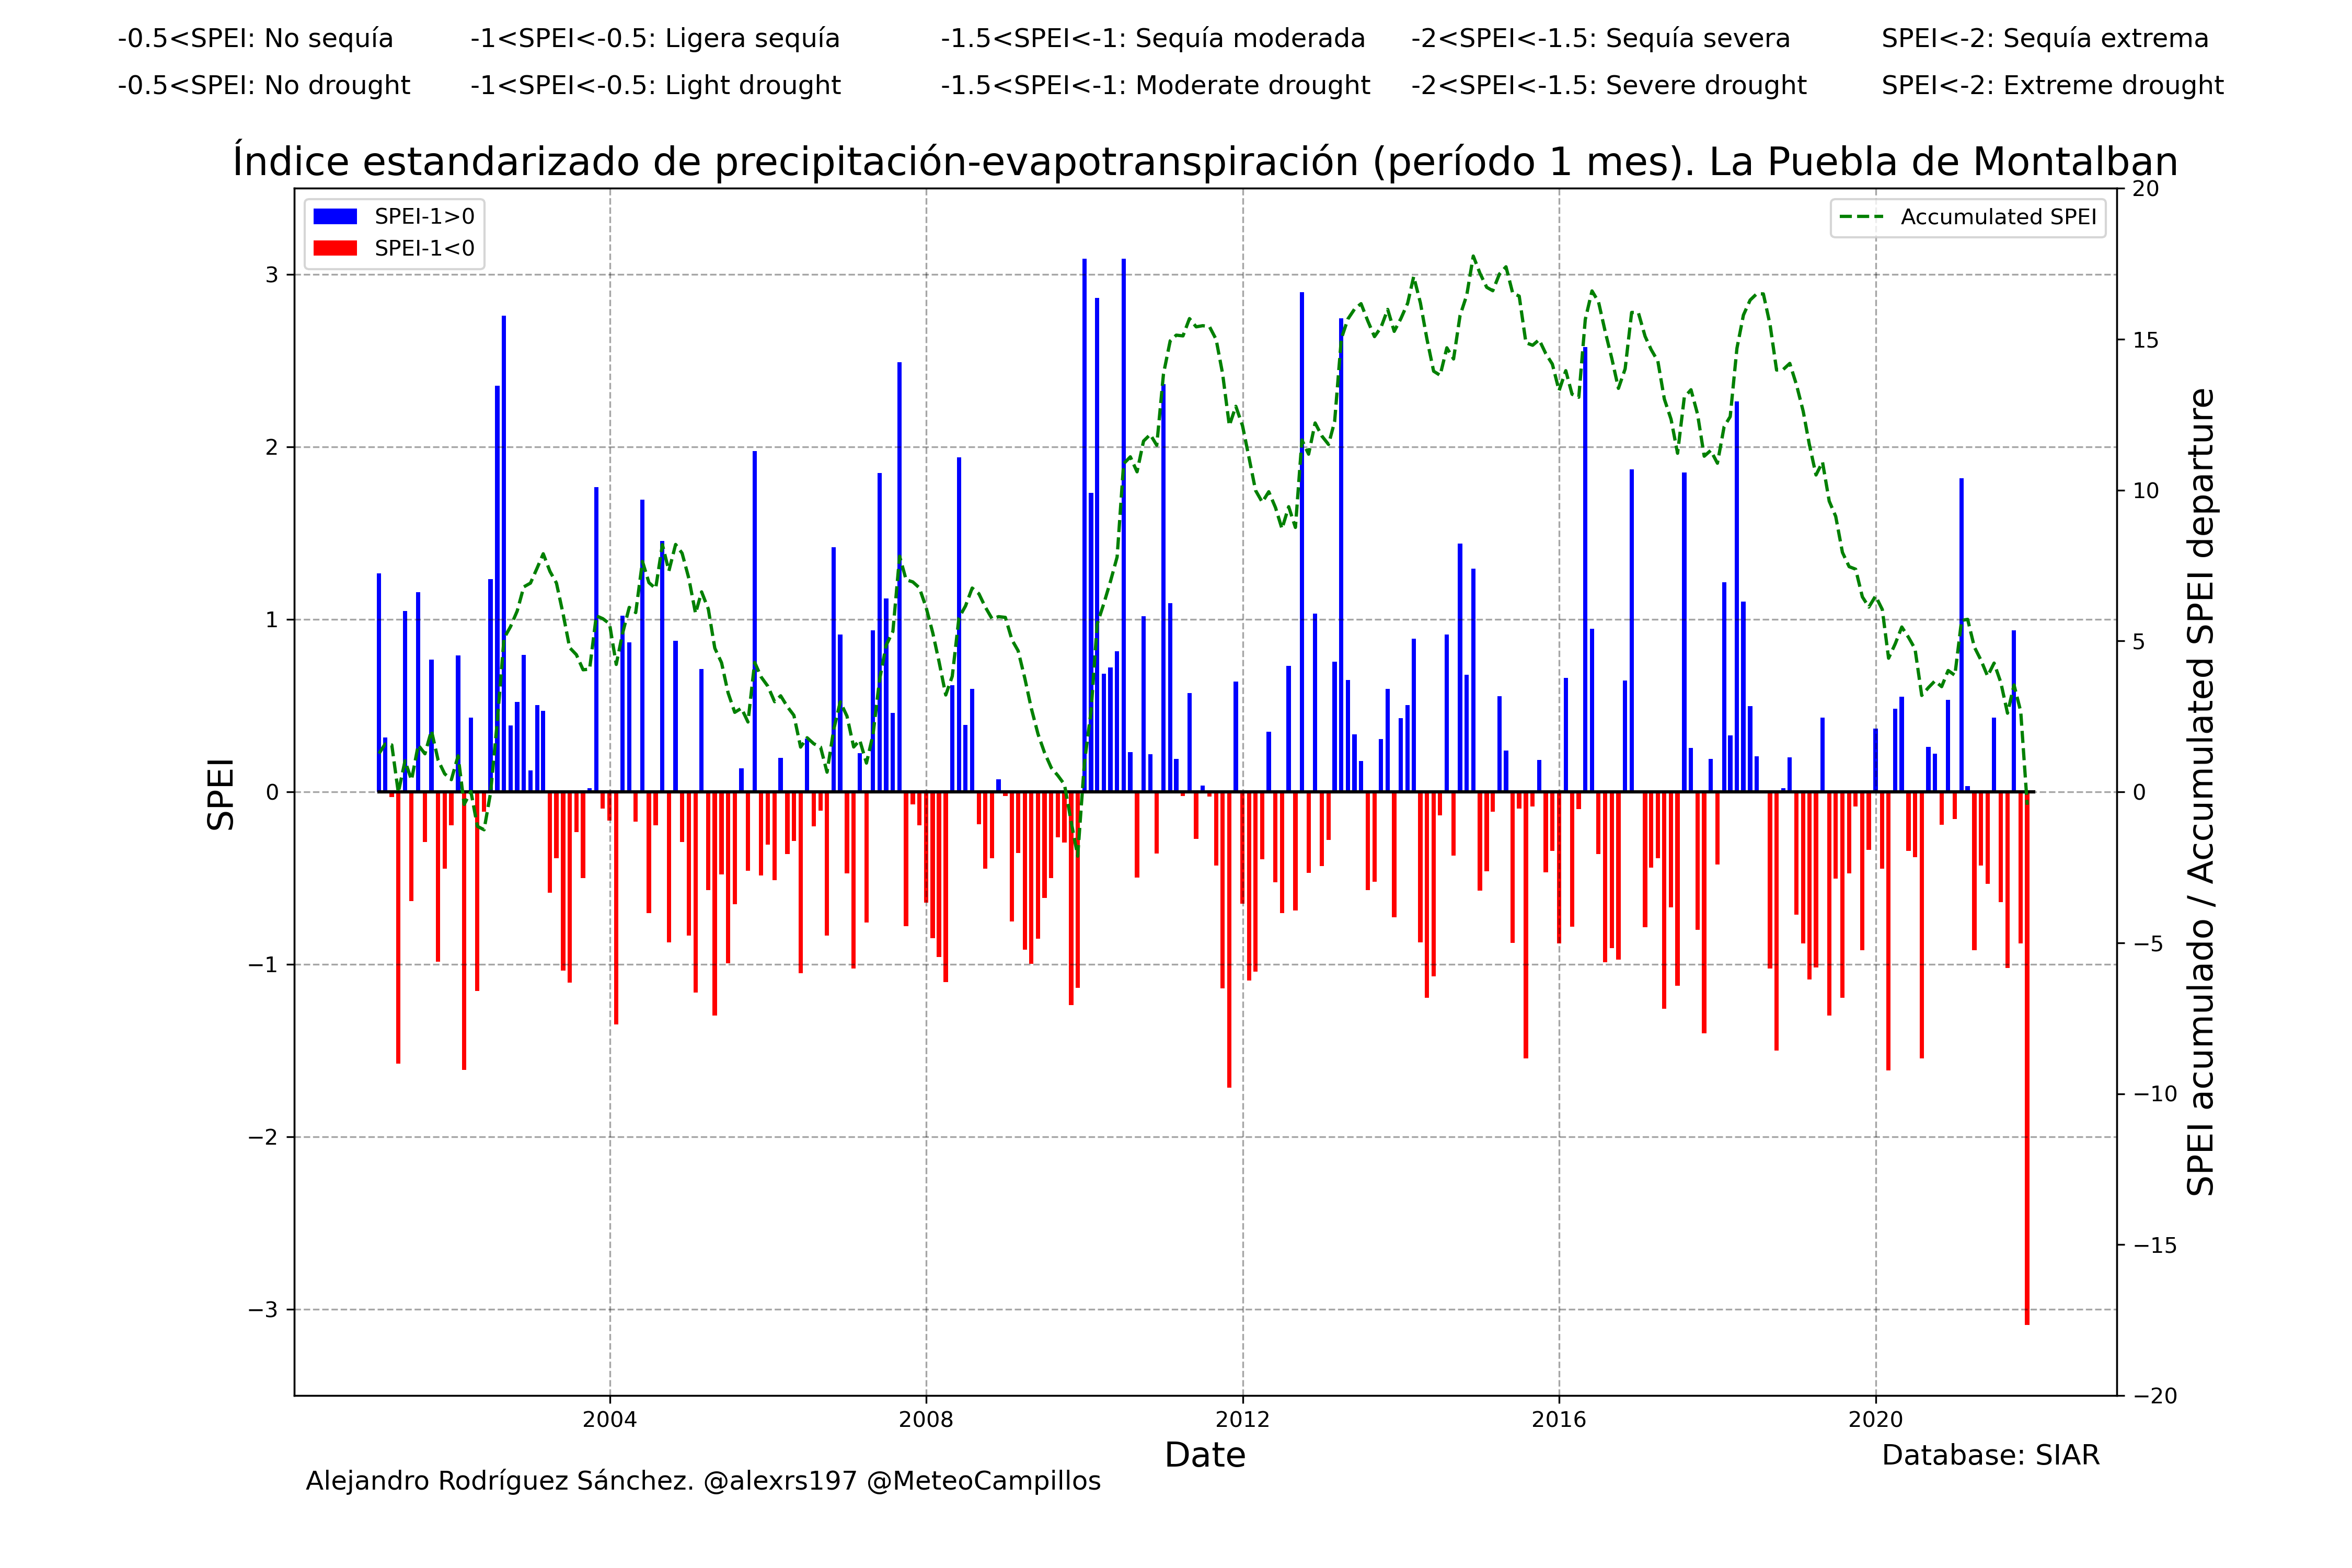 -0.5<SPEI: No sequía -1<SPEI<-0.5: Ligera sequía -1.5<SPEI<-1: Sequía moderada -2<SPEI<-1.5: Sequía severa SPEI<-2: Sequía extrema
-0.5<SPEI: No drought -1<SPEI<-0.5: Light drought -1.5<SPEI<-1: Moderate drought -2<SPEI<-1.5: Severe drought SPEI<-2: Extreme drought
Índice estandarizado de precipitación-evapotranspiración (período 1 mes). La Puebla de Montalban
SPEI-1>0
SPEI-1<0
Accumulated SPEI
SPEI
3
2
1
0
−1
−2
−3
20
15
10
5
0
−5
−10
−15
−20
SPEI acumulado / Accumulated SPEI departure
2004 2008 2012 2016 2020
Date
Database: SIAR
Alejandro Rodríguez Sánchez. @alexrs197 @MeteoCampillos